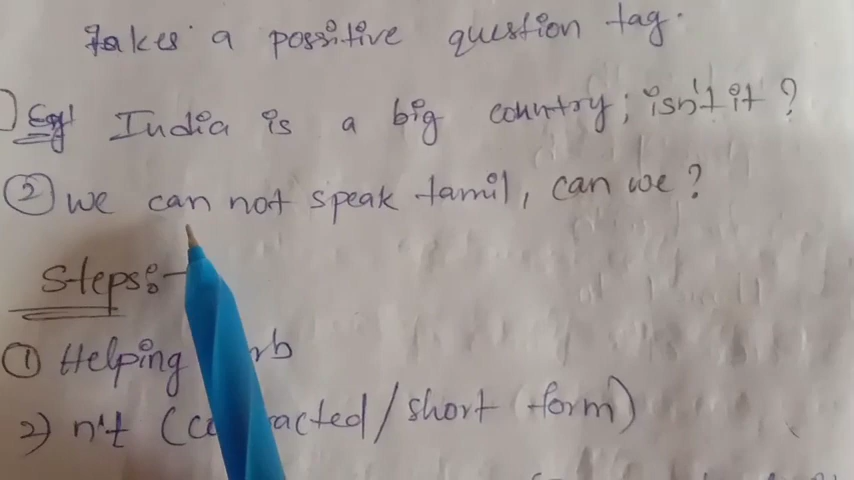 takes a possitive question tag.
1) Eg! India is a big country; isn't it?
② we can not speak tamil, can we?
Steps:-
① Helping
2) n't ( /short form)